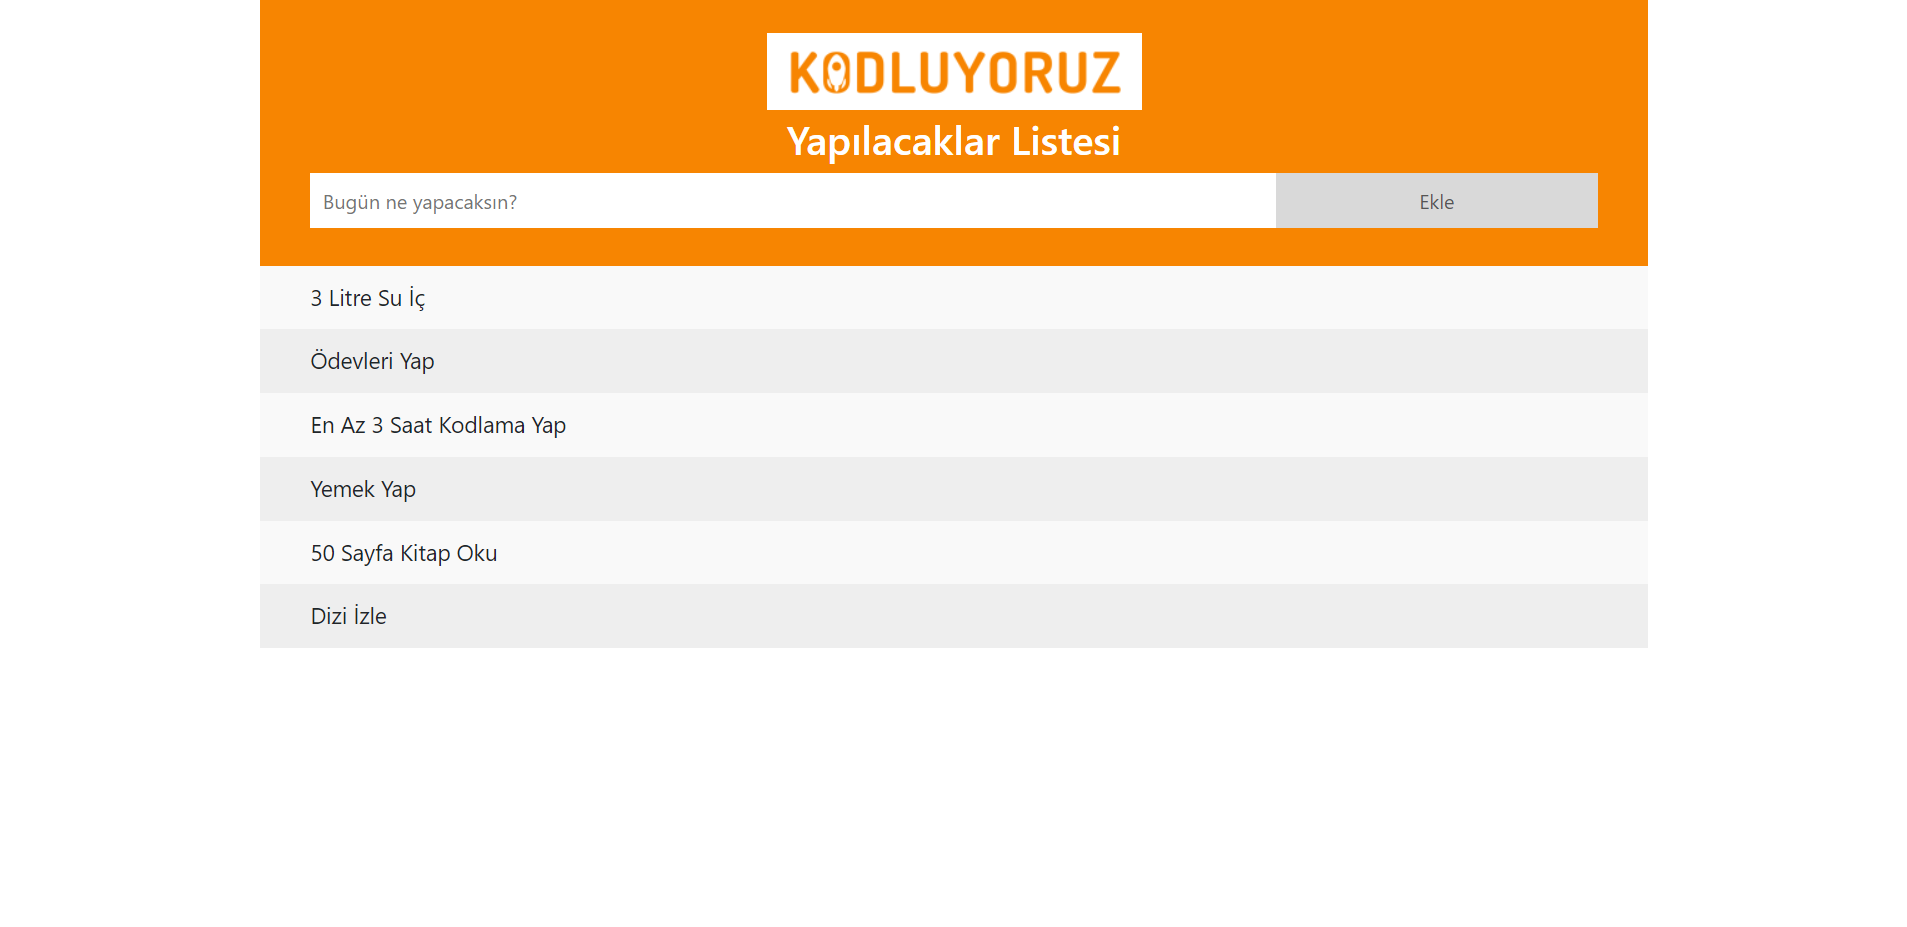 KODLUYORUZ
Yapılacaklar Listesi
Bugün ne yapacaksın?
Ekle
3 Litre Su İç
Ödevleri Yap
En Az 3 Saat Kodlama Yap
Yemek Yap
50 Sayfa Kitap Oku
Dizi İzle